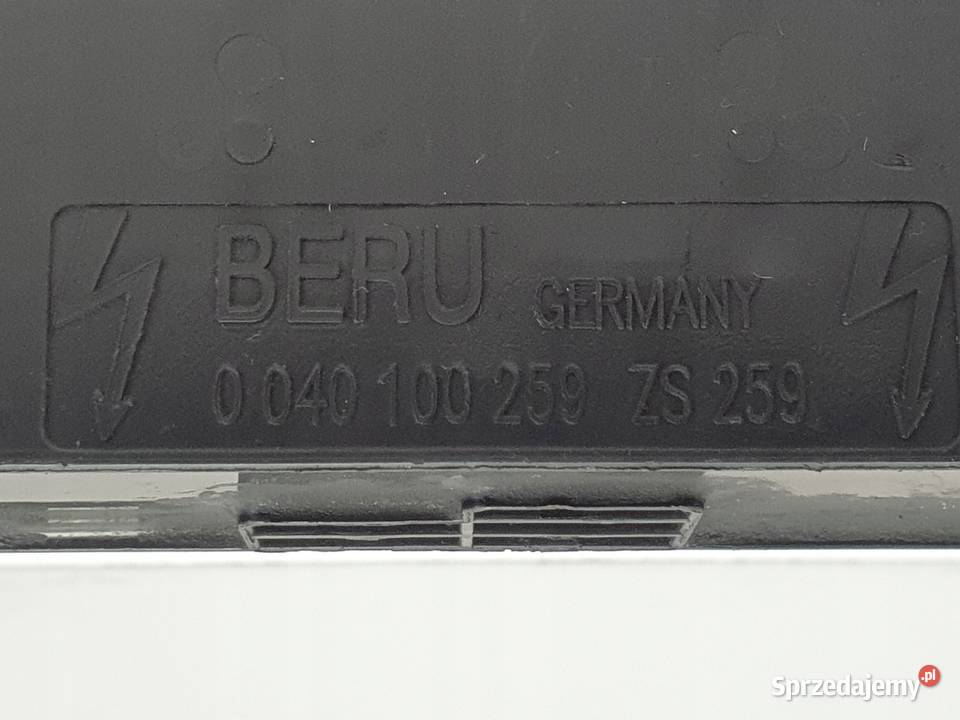 BERU GERMANY
0 040 100 259 ZS 259
Sprzedajemy.pl